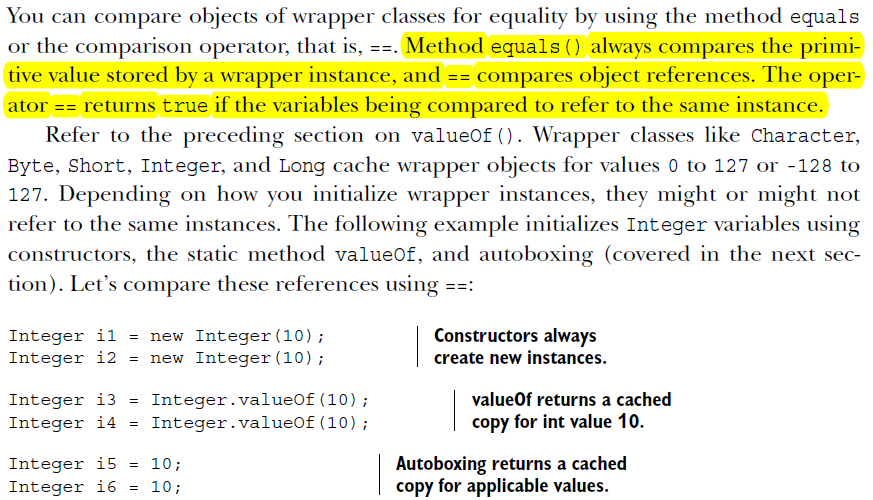 You can compare objects of wrapper classes for equality by using the method equals
or the comparison operator, that is, ==. Method equals() always compares the primi-
tive value stored by a wrapper instance, and == compares object references. The oper-
ator == returns true if the variables being compared to refer to the same instance.
Refer to the preceding section on valueOf(). Wrapper classes like Character,
Byte, Short, Integer, and Long cache wrapper objects for values 0 to 127 or -128 to
127. Depending on how you initialize wrapper instances, they might or might not
refer to the same instances. The following example initializes Integer variables using
constructors, the static method valueOf, and autoboxing (covered in the next sec-
tion). Let's compare these references using ==:
Integer i1 = new Integer(10);
Integer i2 = new Integer(10);
Constructors always
create new instances.
Integer i3 = Integer.valueOf(10);
Integer i4 = Integer.valueOf(10);
valueOf returns a cached
copy for int value 10.
Integer i5 = 10;
Integer i6 = 10;
Autoboxing returns a cached
copy for applicable values.